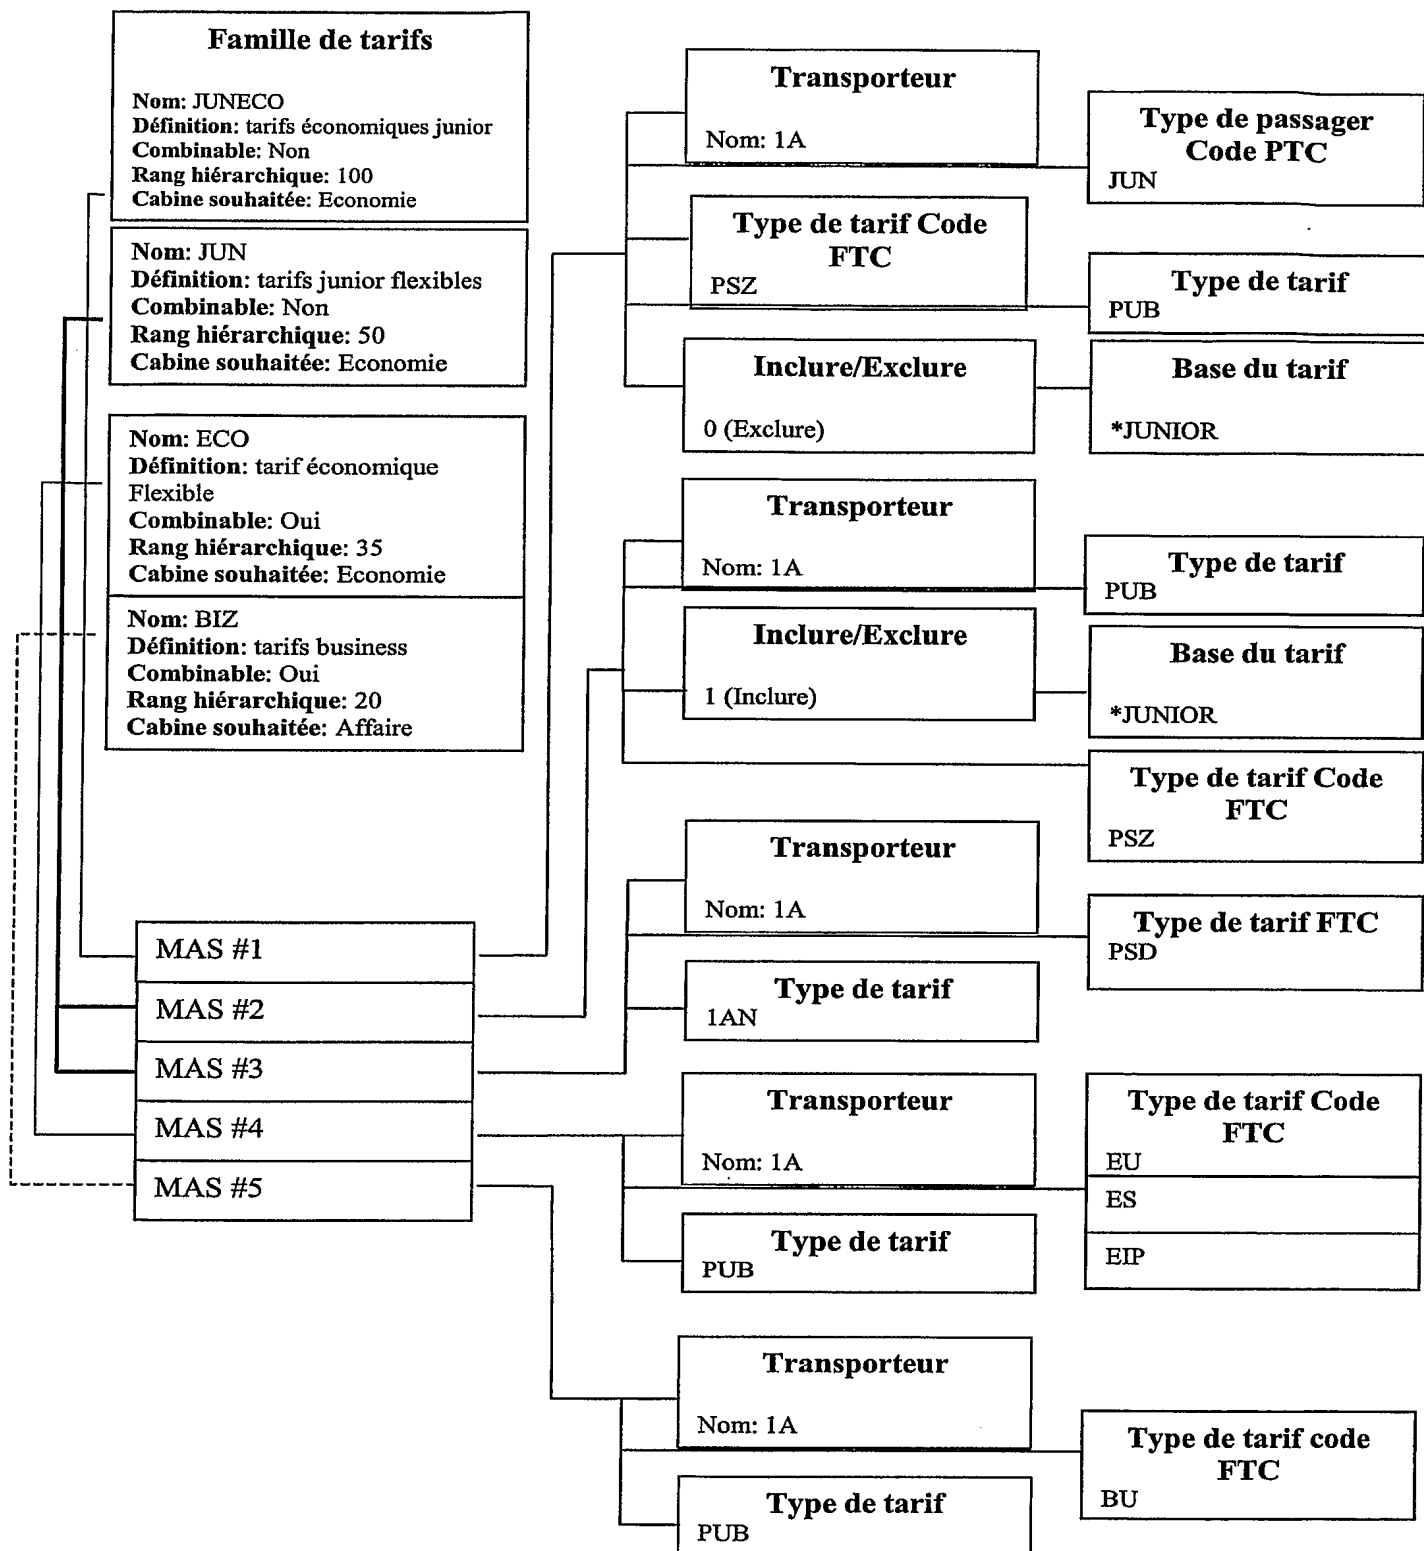 Famille de tarifs
Nom: JUNECO
Définition: tarifs économiques junior
Combinable: Non
Rang hiérarchique: 100
Cabine souhaitée: Economie
Nom: JUN
Définition: tarifs junior flexibles
Combinable: Non
Rang hiérarchique: 50
Cabine souhaitée: Economie
Nom: ECO
Définition: tarif économique
Flexible
Combinable: Oui
Rang hiérarchique: 35
Cabine souhaitée: Economie
Nom: BIZ
Définition: tarifs business
Combinable: Oui
Rang hiérarchique: 20
Cabine souhaitée: Affaire
MAS #1
MAS #2
MAS #3
MAS #4
MAS #5
Transporteur
Nom: 1A
Type de passager
Code PTC
JUN
Type de tarif Code
FTC
PSZ
Type de tarif
PUB
Inclure/Exclure
0 (Exclure)
Base du tarif
*JUNIOR
Transporteur
Nom: 1A
Type de tarif
PUB
Inclure/Exclure
1 (Inclure)
Base du tarif
*JUNIOR
Type de tarif Code
FTC
PSZ
Transporteur
Nom: 1A
Type de tarif FTC
PSD
Type de tarif
1AN
Transporteur
Nom: 1A
Type de tarif Code
FTC
EU
ES
EIP
Type de tarif
PUB
Transporteur
Nom: 1A
Type de tarif code
FTC
BU
Type de tarif
PUB